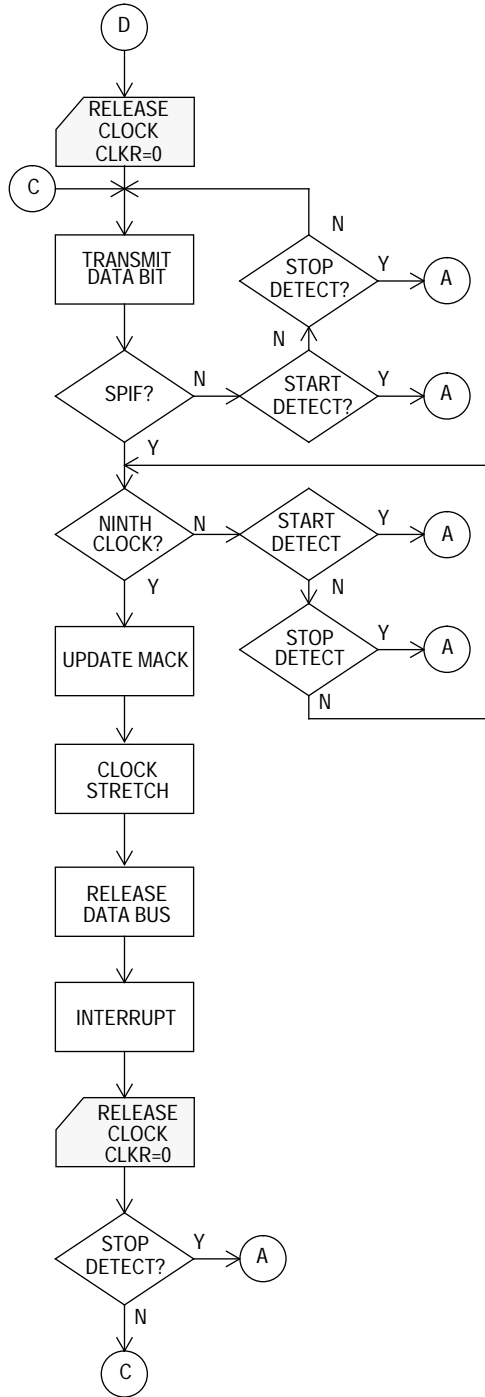 D
RELEASE
CLOCK
CLKR=0
C
N
TRANSMIT
DATA BIT
STOP
DETECT?
Y
A
N
SPIF?
N
START
DETECT?
Y
A
Y
NINTH
CLOCK?
N
START
DETECT
Y
A
Y
N
UPDATE MACK
STOP
DETECT
Y
A
N
CLOCK
STRETCH
RELEASE
DATA BUS
INTERRUPT
RELEASE
CLOCK
CLKR=0
STOP
DETECT?
Y
A
N
C